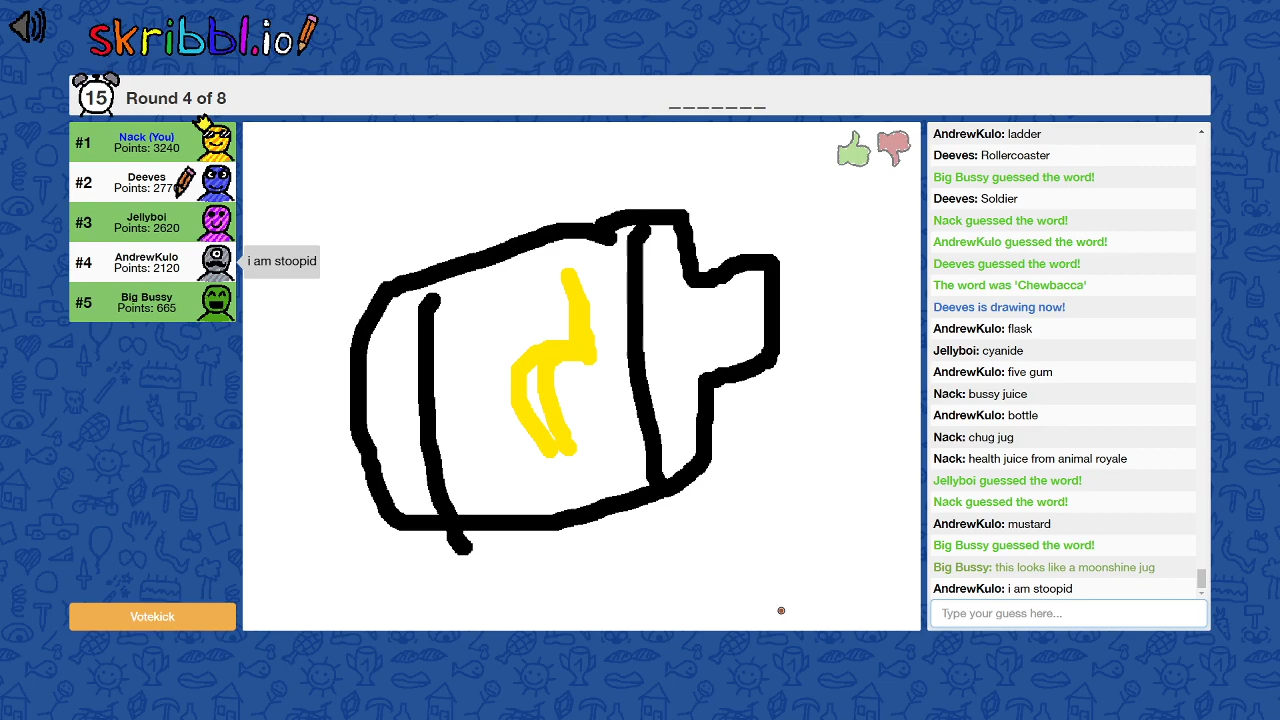 skribbl.io
15
Round 4 of 8
_ _ _ _ _ _ _
#1
Nack (You)
Points: 3240
#2
Deeves
Points: 2770
#3
Jellyboi
Points: 2620
#4
AndrewKulo
Points: 2120
#5
Big Bussy
Points: 665
i am stoopid
Votekick
AndrewKulo: ladder
Deeves: Rollercoaster
Big Bussy guessed the word!
Deeves: Soldier
Nack guessed the word!
AndrewKulo guessed the word!
Deeves guessed the word!
The word was 'Chewbacca'
Deeves is drawing now!
AndrewKulo: flask
Jellyboi: cyanide
AndrewKulo: five gum
Nack: bussy juice
AndrewKulo: bottle
Nack: chug jug
Nack: health juice from animal royale
Jellyboi guessed the word!
Nack guessed the word!
AndrewKulo: mustard
Big Bussy guessed the word!
Big Bussy: this looks like a moonshine jug
AndrewKulo: i am stoopid
Type your guess here...